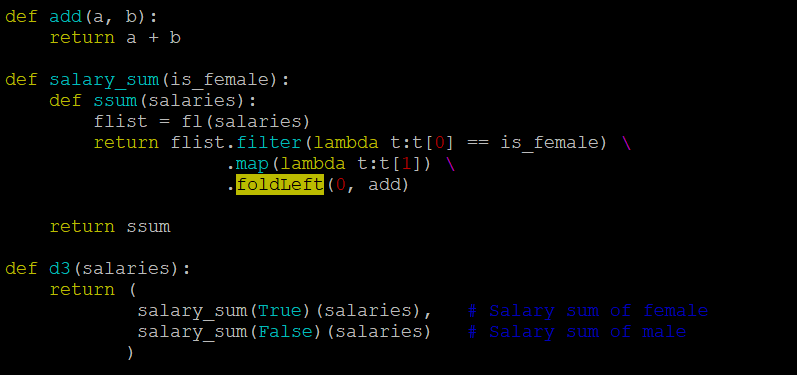 def add(a, b):
    return a + b

def salary_sum(is_female):
    def ssum(salaries):
        flist = fl(salaries)
        return flist.filter(lambda t:t[0] == is_female) \
                    .map(lambda t:t[1]) \
                    .foldLeft(0, add)

    return ssum

def d3(salaries):
    return (
            salary_sum(True)(salaries),   # Salary sum of female
            salary_sum(False)(salaries)   # Salary sum of male
           )